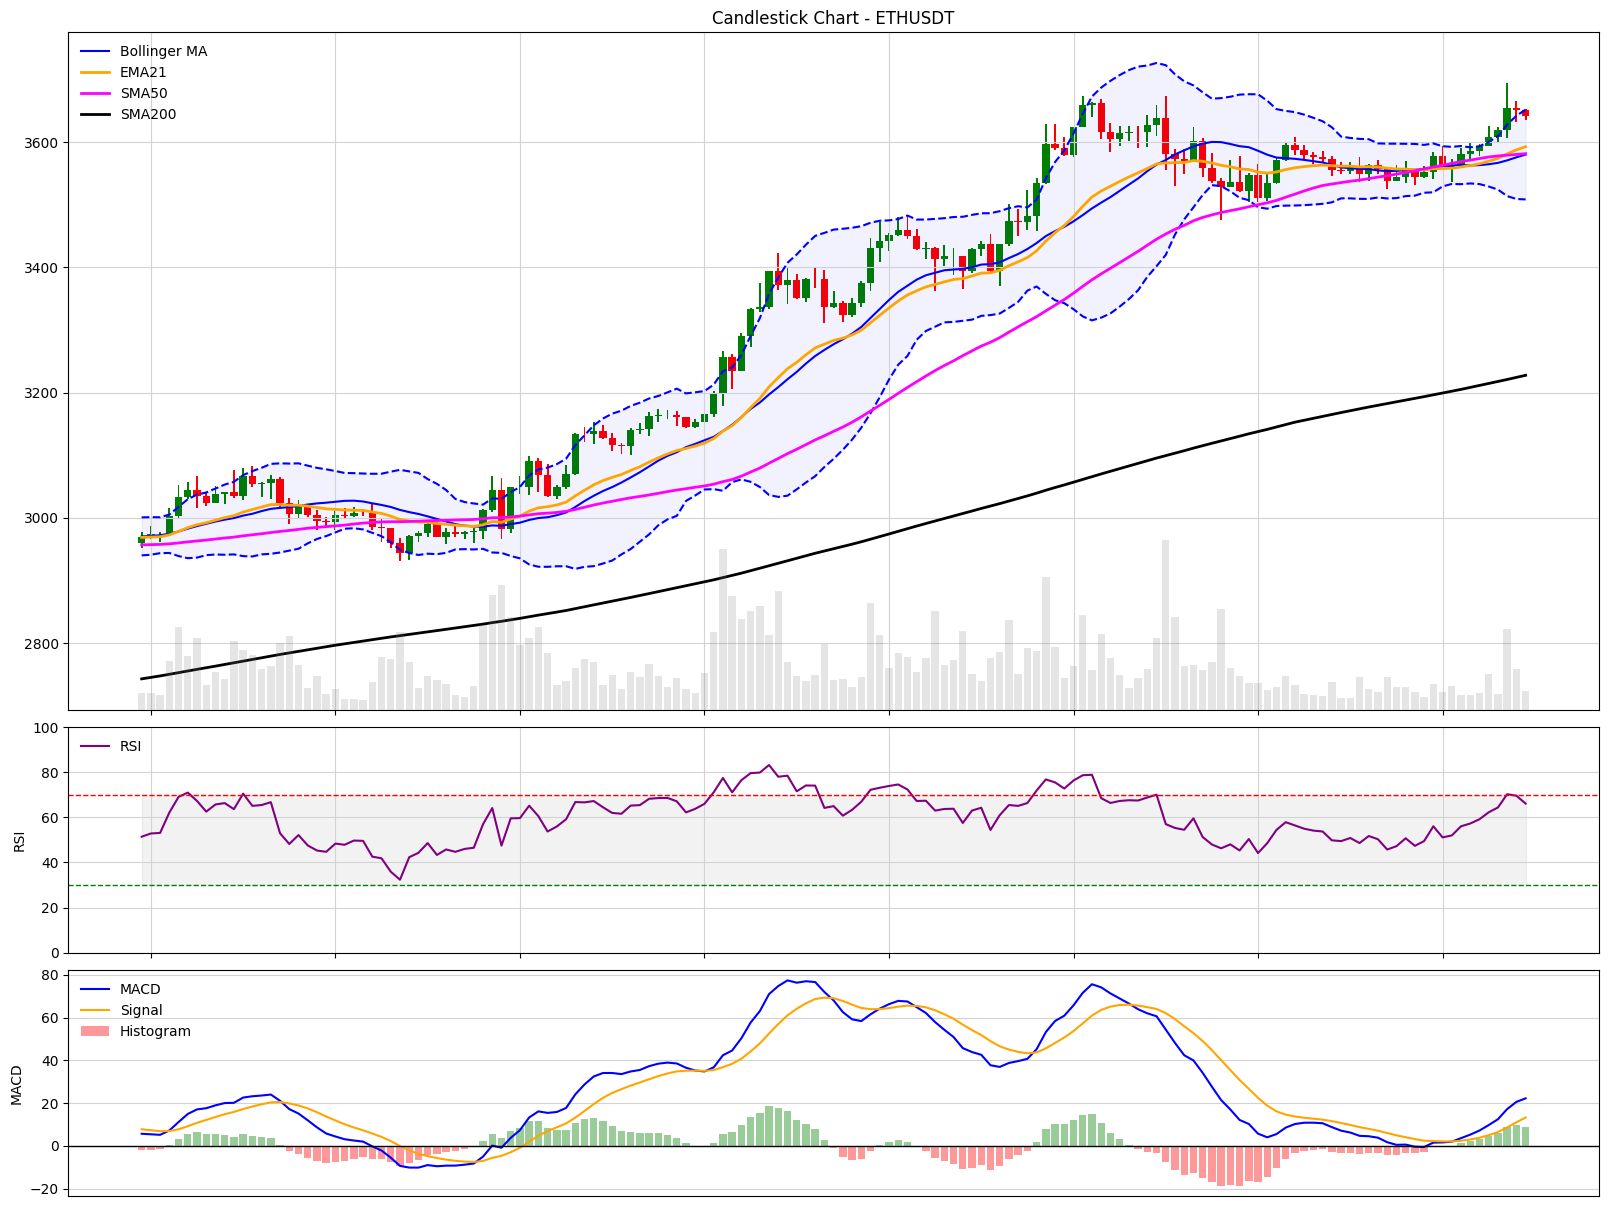 Candlestick Chart - ETHUSDT
Bollinger MA
EMA21
SMA50
SMA200
3600
3400
3200
3000
2800
RSI
RSI
100
80
60
40
20
0
MACD
Signal
Histogram
MACD
80
60
40
20
0
−20